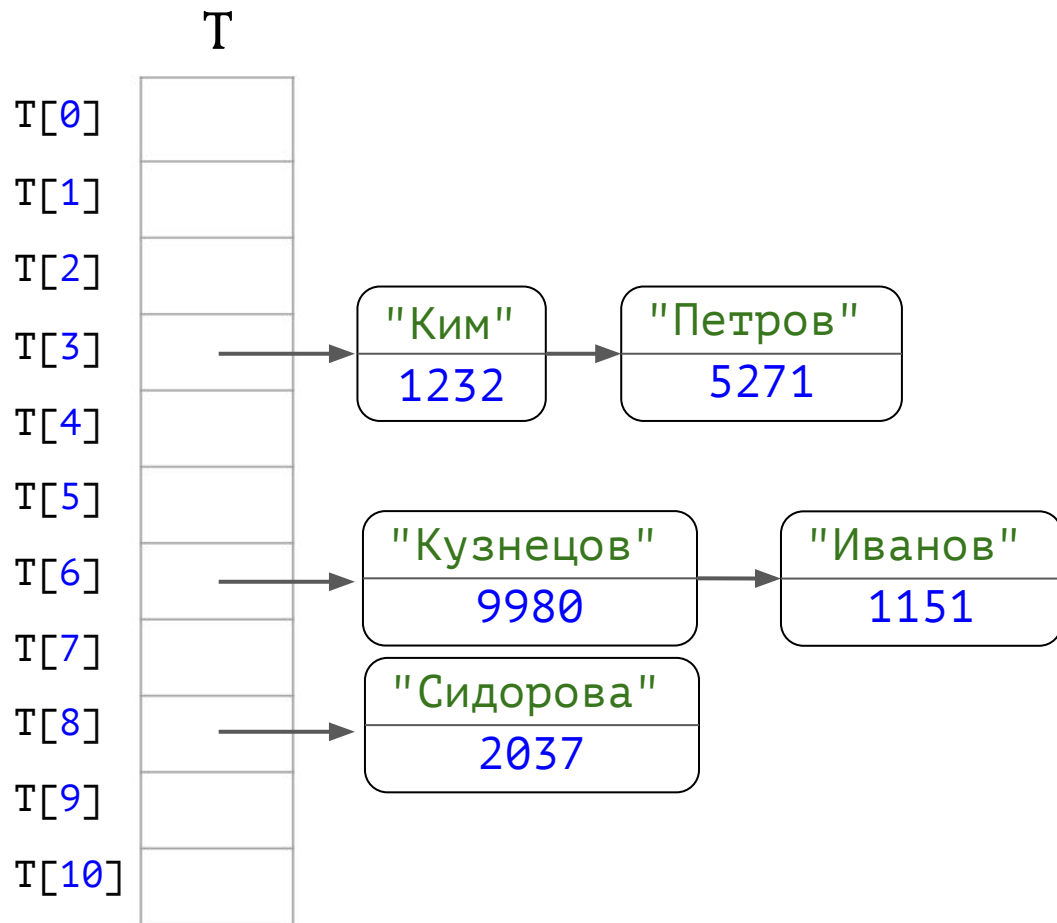 T
T[0]
T[1]
T[2]
"Ким" "Петров"
T[3]
1232 5271
T[4]
T[5]
"Кузнецов" "Иванов"
T[6]
9980 1151
T[7]
"Сидорова"
T[8]
2037
T[9]
T[10]